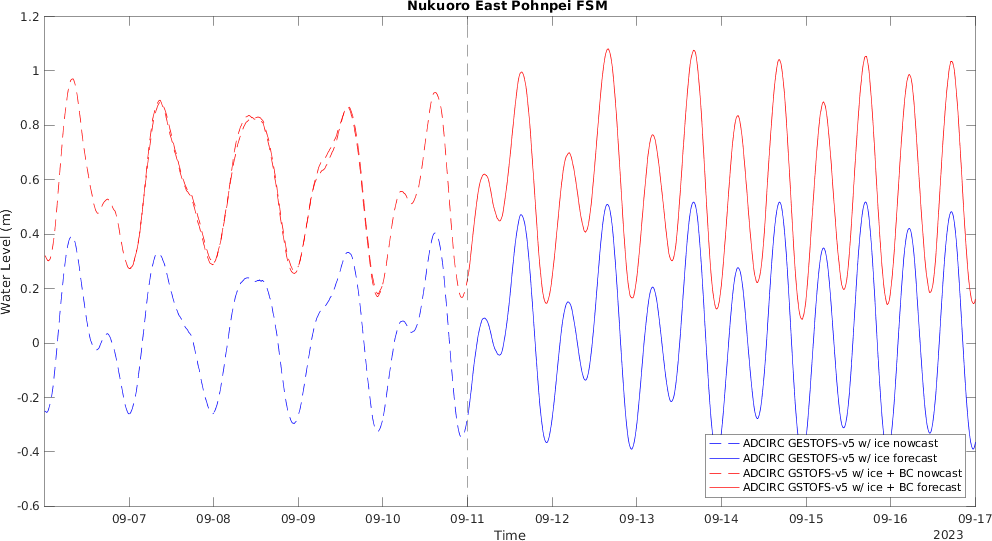 Nukuoro East Pohnpei FSM
1.2
1
0.8
0.6
0.4
0.2
0
-0.2
-0.4
-0.6
Water Level (m)
ADCIRC GESTOFS-v5 w/ ice nowcast
ADCIRC GESTOFS-v5 w/ ice forecast
ADCIRC GSTOFS-v5 w/ ice + BC nowcast
ADCIRC GSTOFS-v5 w/ ice + BC forecast
09-07 09-08 09-09 09-10 09-11 09-12 09-13 09-14 09-15 09-16 09-17
Time
2023